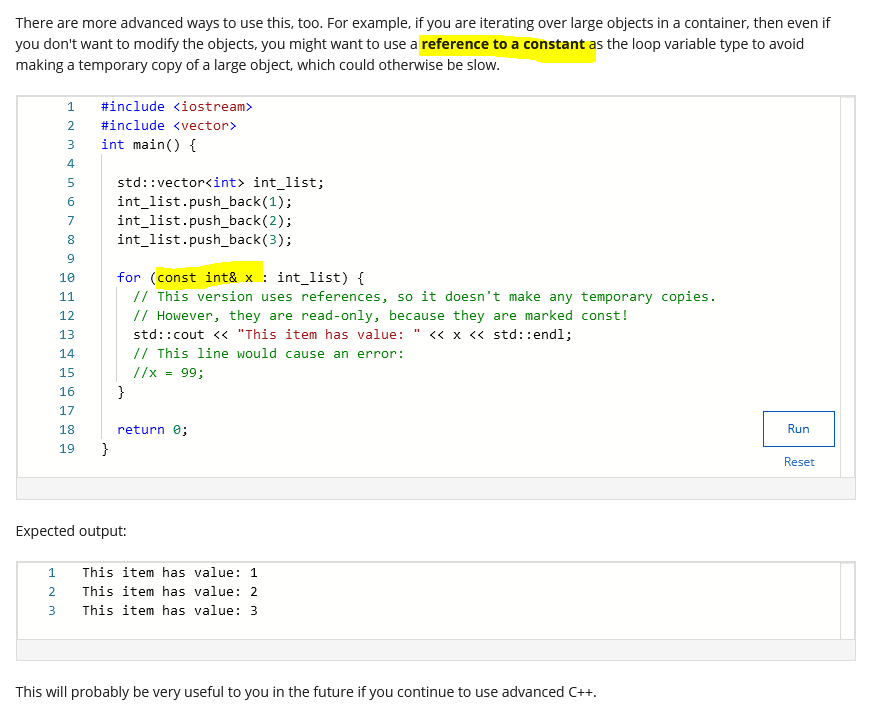 There are more advanced ways to use this, too. For example, if you are iterating over large objects in a container, then even if
you don't want to modify the objects, you might want to use a reference to a constant as the loop variable type to avoid
making a temporary copy of a large object, which could otherwise be slow.
1 #include <iostream>
2 #include <vector>
3 int main() {
4
5   std::vector<int> int_list;
6   int_list.push_back(1);
7   int_list.push_back(2);
8   int_list.push_back(3);
9
10   for (const int& x : int_list) {
11     // This version uses references, so it doesn't make any temporary copies.
12     // However, they are read-only, because they are marked const!
13     std::cout << "This item has value: " << x << std::endl;
14     // This line would cause an error:
15     //x = 99;
16   }
17
18   return 0;
19 }
Run
Reset
Expected output:
1 This item has value: 1
2 This item has value: 2
3 This item has value: 3
This will probably be very useful to you in the future if you continue to use advanced C++.